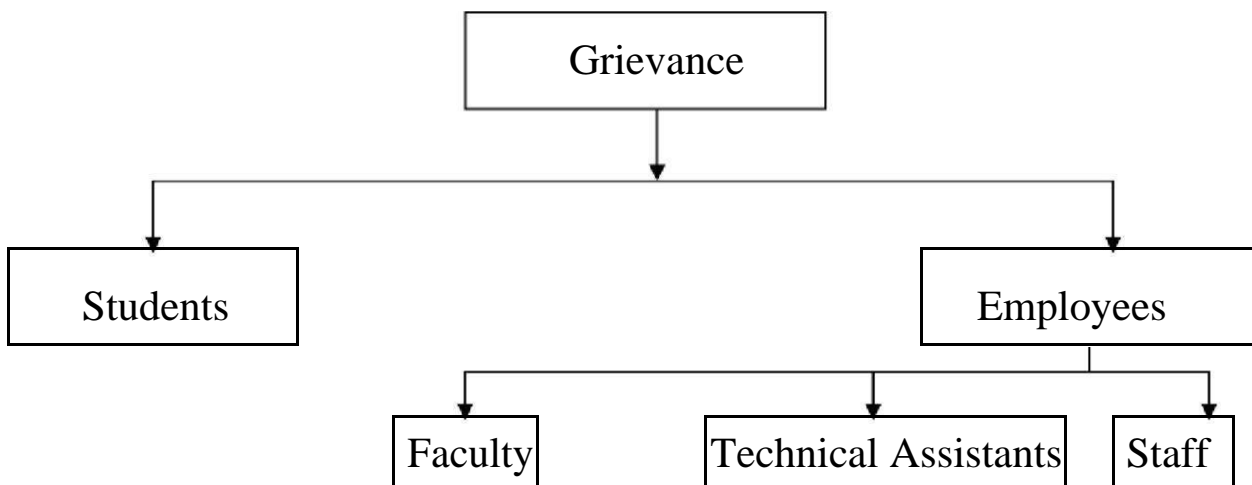 Grievance
Students
Employees
Faculty
Technical Assistants
Staff